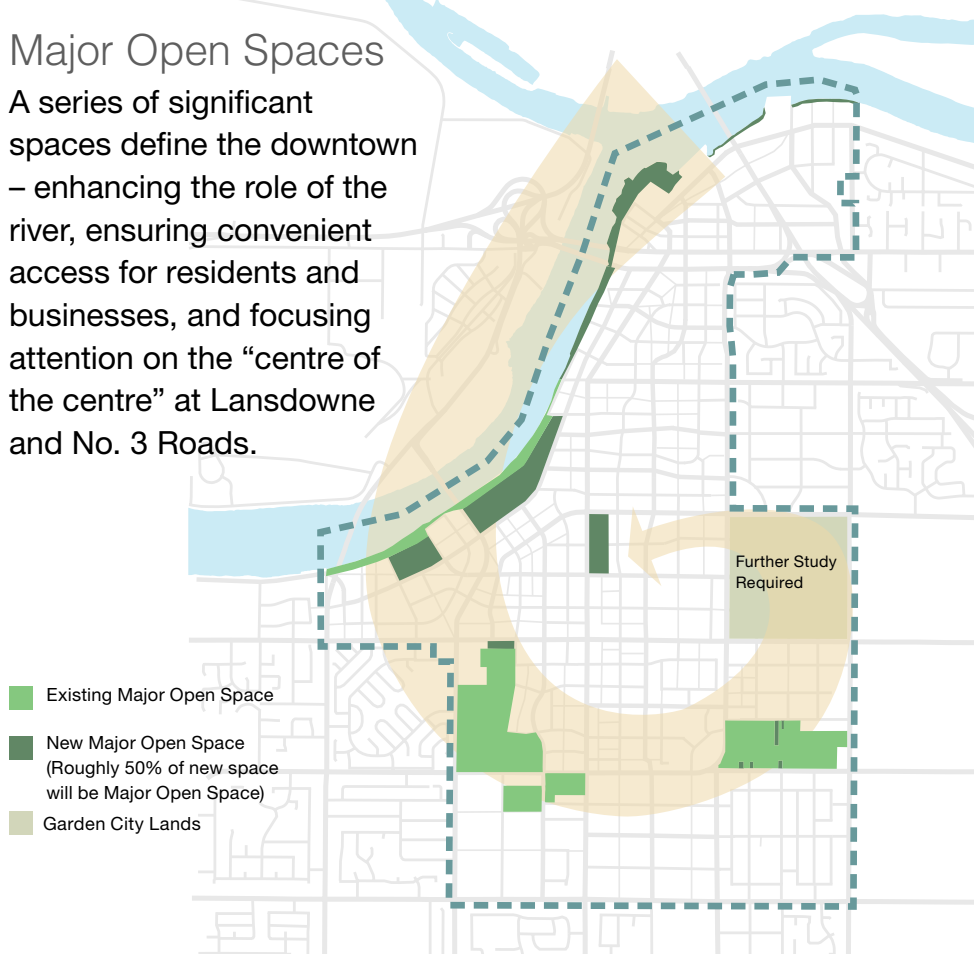 Major Open Spaces
A series of significant
spaces define the downtown
– enhancing the role of the
river, ensuring convenient
access for residents and
businesses, and focusing
attention on the “centre of
the centre” at Lansdowne
and No. 3 Roads.
Further Study
Required
Existing Major Open Space
New Major Open Space
(Roughly 50% of new space
will be Major Open Space)
Garden City Lands